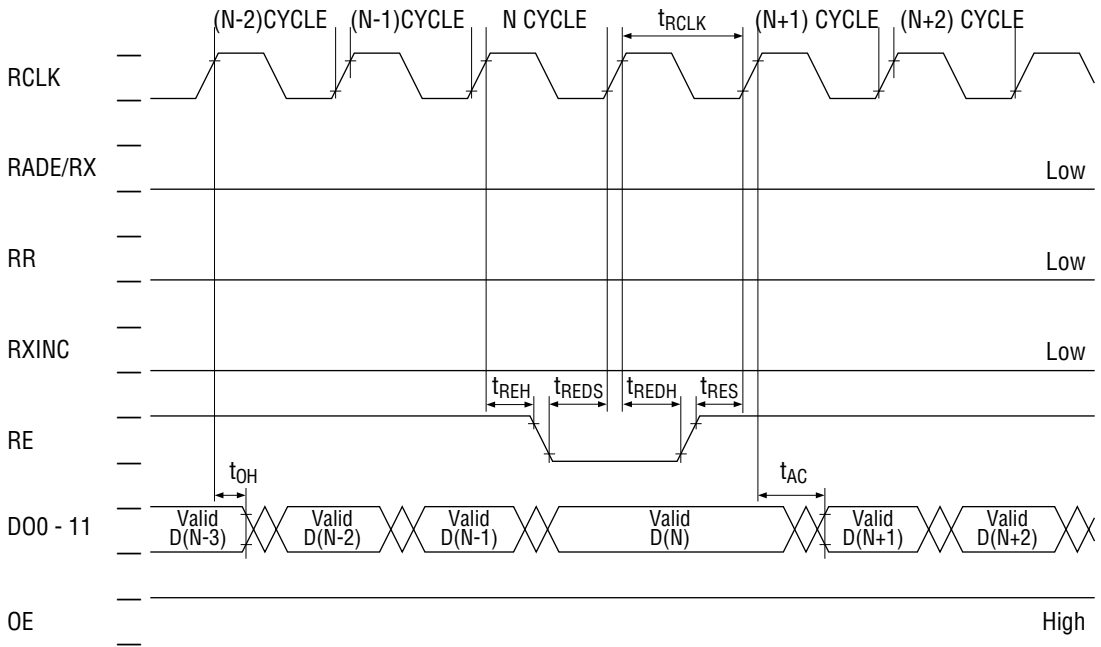 (N-2)CYCLE (N-1)CYCLE N CYCLE tRCLK (N+1) CYCLE (N+2) CYCLE
RCLK
RADE/RX Low
RR Low
RXINC Low
tREH tREDS tREDH tRES
RE
tOH tAC
DO0 - 11 Valid D(N-3) Valid D(N-2) Valid D(N-1) Valid D(N) Valid D(N+1) Valid D(N+2)
OE High